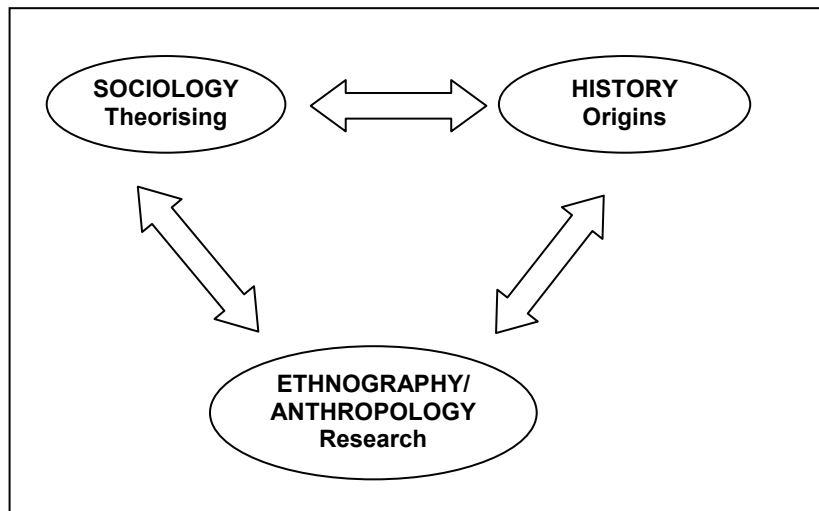 SOCIOLOGY
Theorising
HISTORY
Origins
ETHNOGRAPHY/
ANTHROPOLOGY
Research